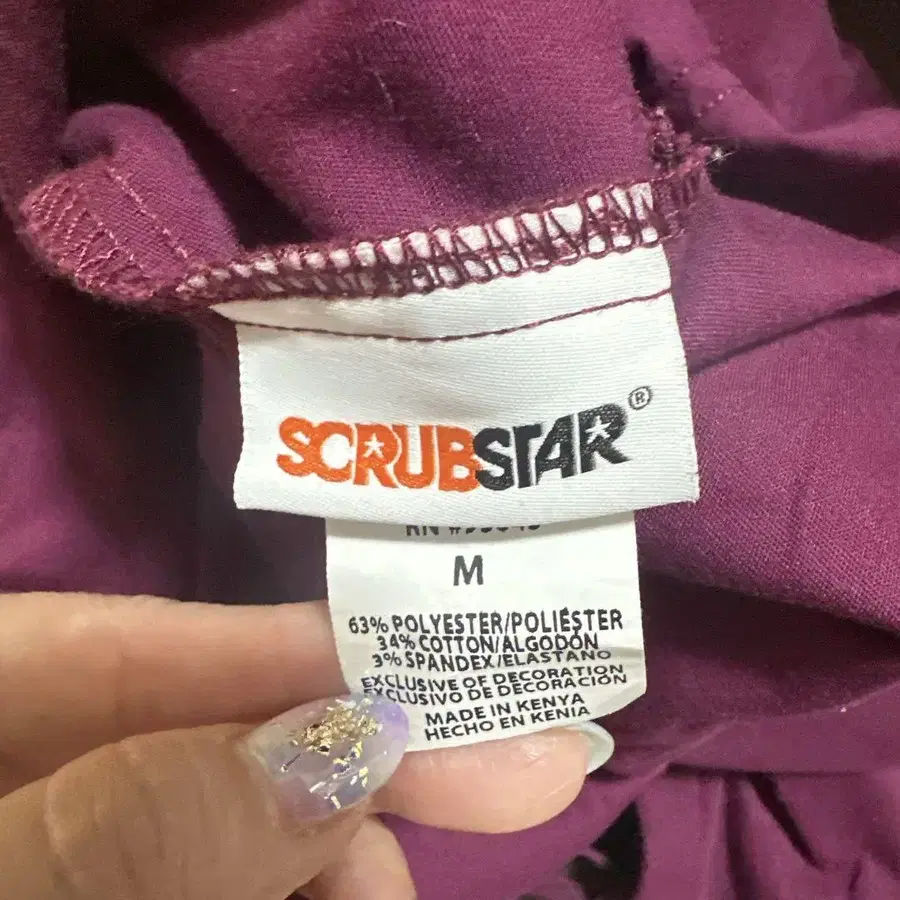 SCRUBSTAR®
M
63% POLYESTER/POLIÉSTER
34% COTTON/ALGODÓN
3% SPANDEX/ELASTANO
EXCLUSIVE OF DECORATION
EXCLUSIVO DE DECORACIÓN
MADE IN KENYA
HECHO EN KENIA